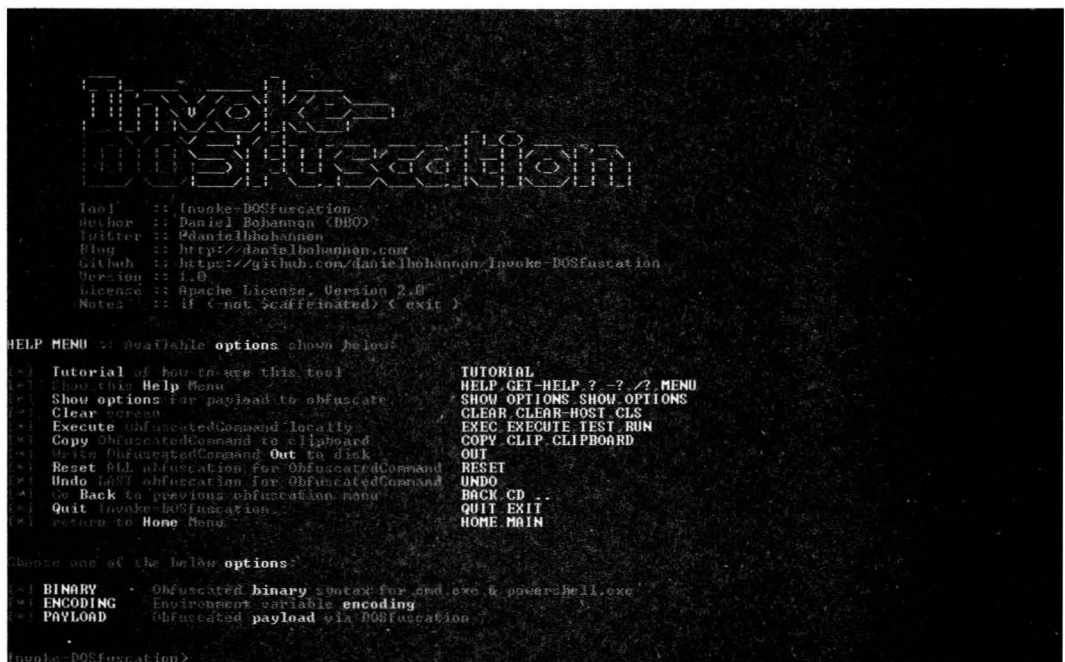 Invoke-
DOSfuscation
Tool :: Invoke-DOSfuscation
Author :: Daniel Bohannon (DBO)
Twitter :: @danielhbohannon
Blog :: http://danielbohannon.com
Github :: https://github.com/danielbohannon/Invoke-DOSfuscation
Version :: 1.0
License :: Apache License, Version 2.0
Notes :: if (-not $caffeinated) { exit }
HELP MENU :: Available options shown below:
[*] Tutorial of how to use this tool TUTORIAL
[*] Show this Help Menu HELP,GET-HELP,?,-?,/?,MENU
[*] Show options for payload to obfuscate SHOW OPTIONS,SHOW,OPTIONS
[*] Clear screen CLEAR,CLEAR-HOST,CLS
[*] Execute ObfuscatedCommand locally EXEC,EXECUTE,TEST,RUN
[*] Copy ObfuscatedCommand to clipboard COPY,CLIP,CLIPBOARD
[*] Write ObfuscatedCommand Out to disk OUT
[*] Reset ALL obfuscation for ObfuscatedCommand RESET
[*] Undo LAST obfuscation for ObfuscatedCommand UNDO
[*] Go Back to previous obfuscation menu BACK,CD ..
[*] Quit Invoke-DOSfuscation QUIT,EXIT
[*] return to Home Menu HOME,MAIN
Choose one of the below options:
[*] BINARY Obfuscated binary syntax for cmd.exe & powershell.exe
[*] ENCODING Environment variable encoding
[*] PAYLOAD Obfuscated payload via DOSfuscation
Invoke-DOSfuscation>